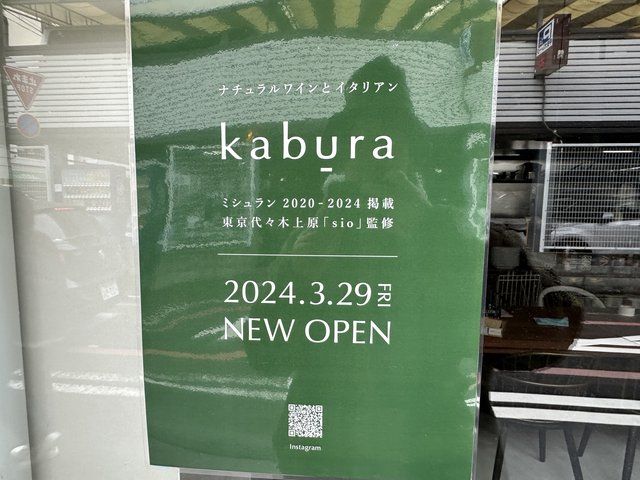 ナチュラルワインとイタリアン
kabura
ミシュラン 2020-2024 掲載
東京代々木上原「sio」監修
2024.3.29 FRI
NEW OPEN
Instagram